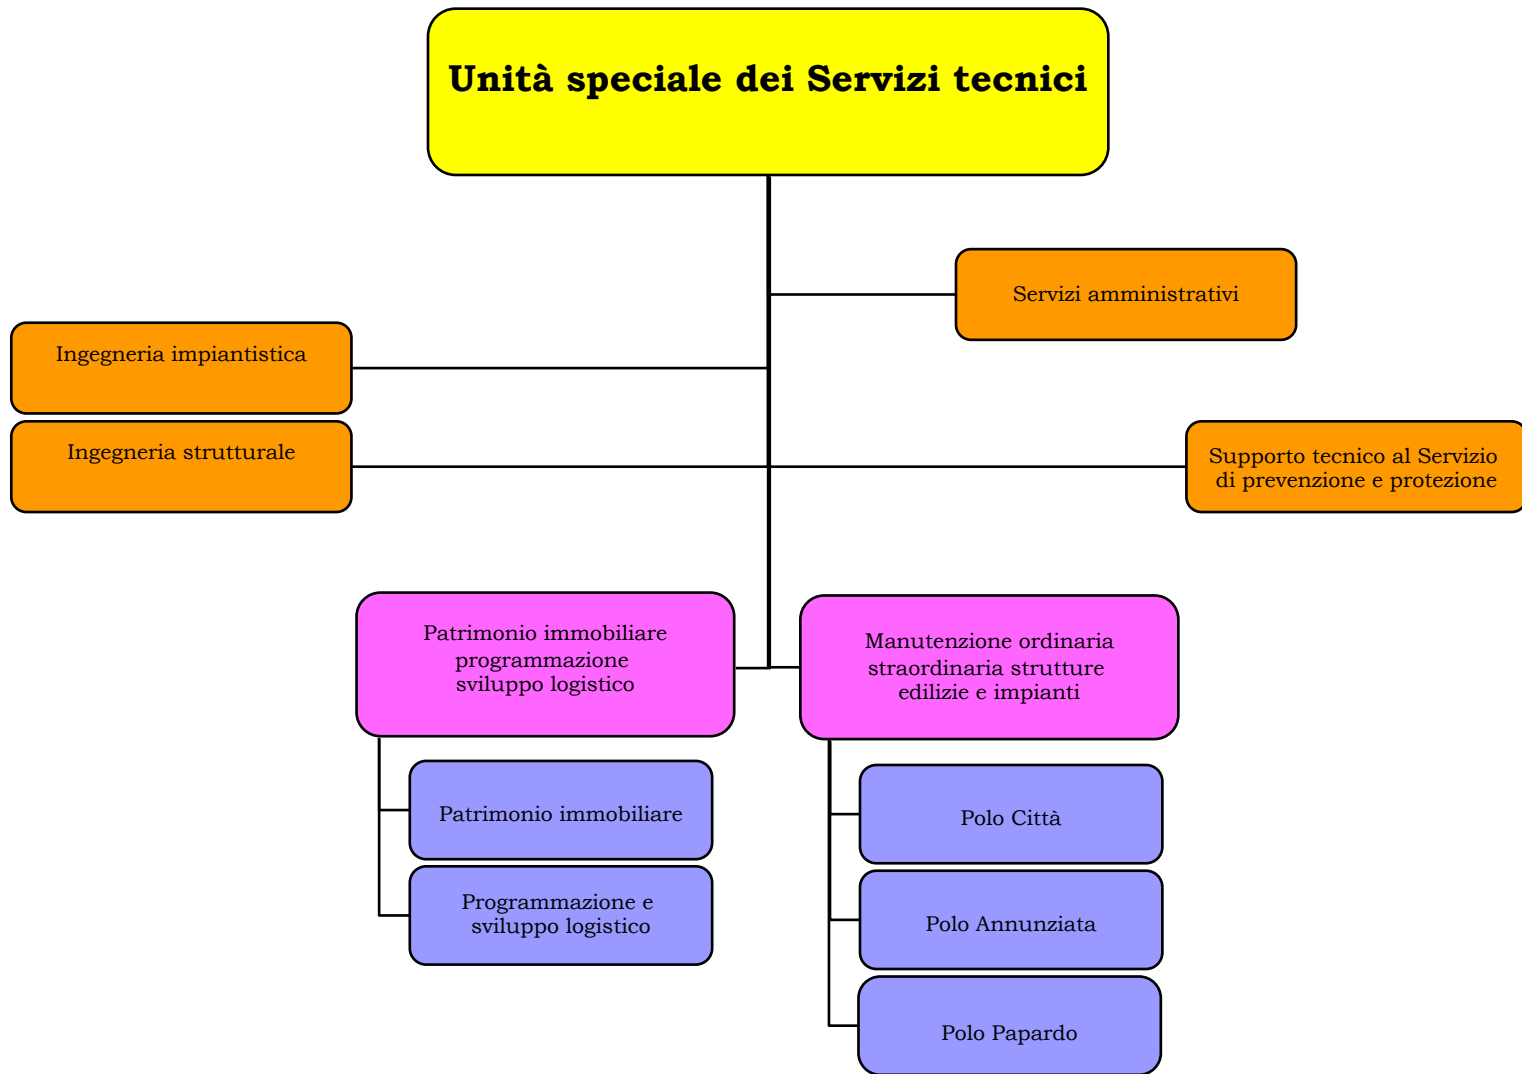 Unità speciale dei Servizi tecnici
Servizi amministrativi
Ingegneria impiantistica
Ingegneria strutturale
Supporto tecnico al Servizio
di prevenzione e protezione
Patrimonio immobiliare
programmazione
sviluppo logistico
Manutenzione ordinaria
straordinaria strutture
edilizie e impianti
Patrimonio immobiliare
Programmazione e
sviluppo logistico
Polo Città
Polo Annunziata
Polo Papardo